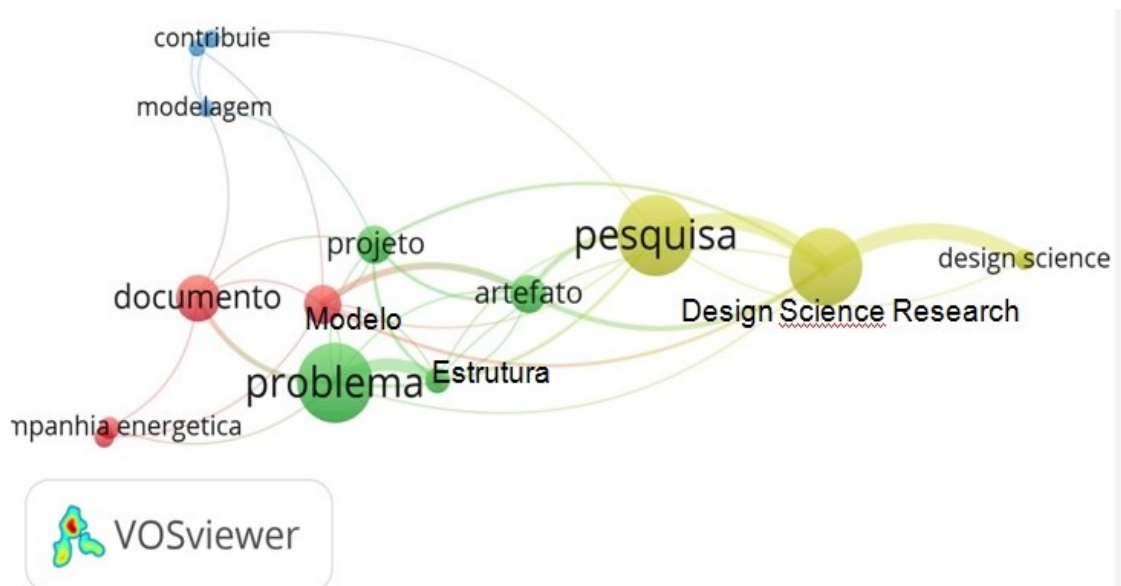 contribuie
modelagem
projeto
pesquisa
design science
documento
artefato
Modelo
Design Science Research
problema
Estrutura
mpanhia energetica
VOSviewer